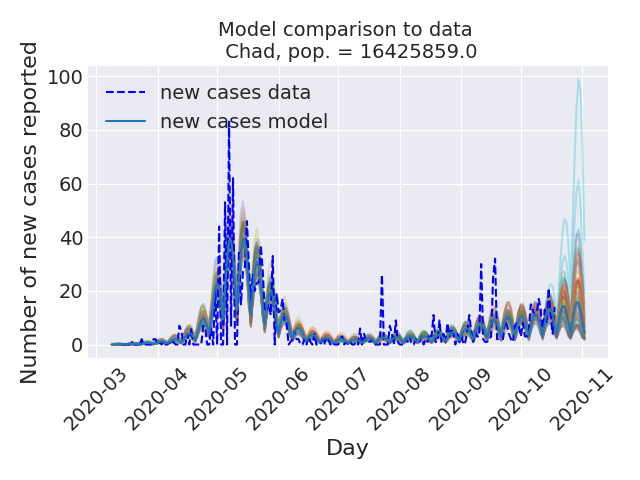 Model comparison to data
Chad, pop. = 16425859.0
Number of new cases reported
100
80
60
40
20
0
new cases data
new cases model
2020-03
2020-04
2020-05
2020-06
2020-07
2020-08
2020-09
2020-10
2020-11
Day